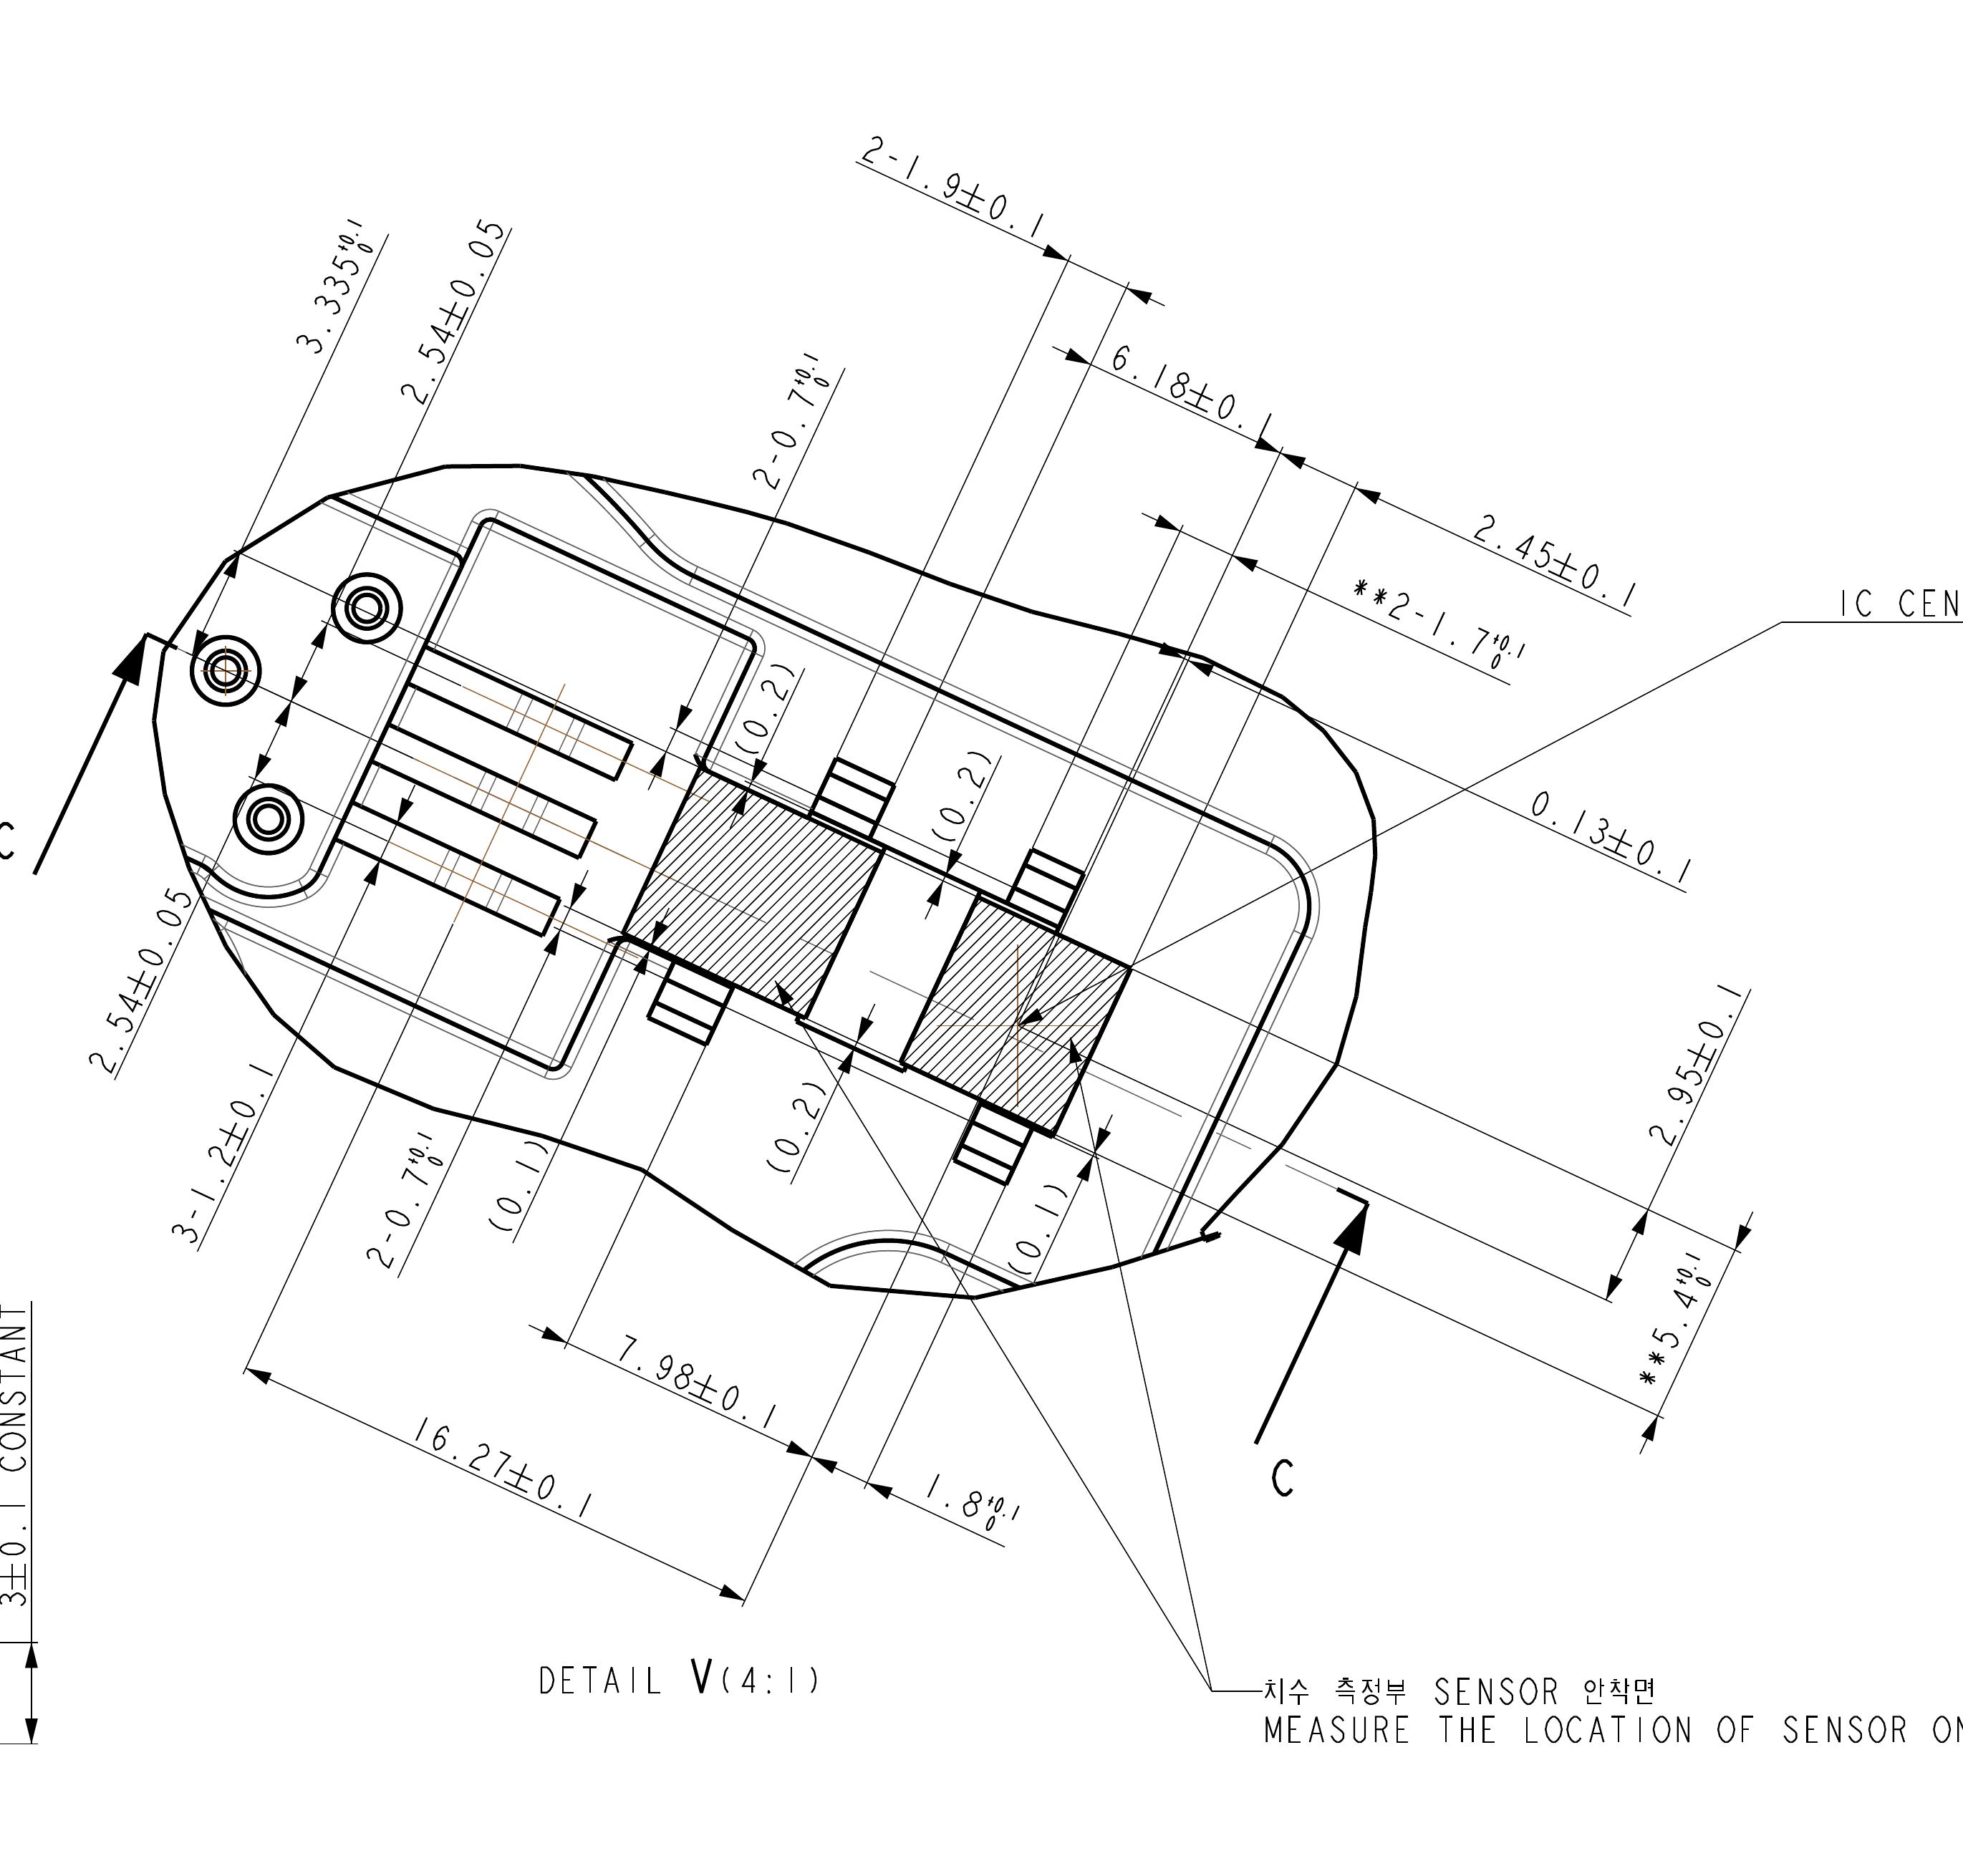 2-1.9±0.1
3.335 +0.1 0
2.54±0.05
2-0.7 +0.1 0
6.18±0.1
2.45±0.1
**2-1.7 +0.1 0
IC CEN
(0.2)
(0.2)
0.13±0.1
C
2.54±0.05
2.95±0.1
(0.2)
3-1.2±0.1
2-0.7 +0.1 0
(0.1)
(0.1)
**5.4 +0.1 0
7.98±0.1
16.27±0.1
1.8 +0.1 0
C
3±0.1 CONSTANT
DETAIL V(4:1)
치수 측정부 SENSOR 안착면
MEASURE THE LOCATION OF SENSOR ON